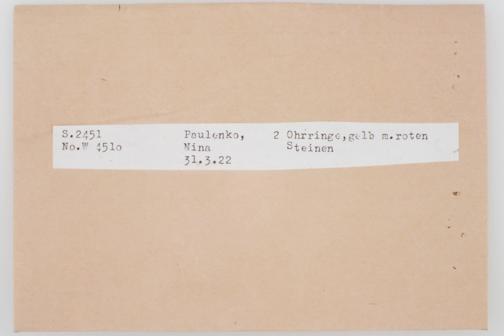 S.2451
No.W 451o
Paulenko,
Nina
31.3.22
2 Ohrringe,gelb m.roten
Steinen